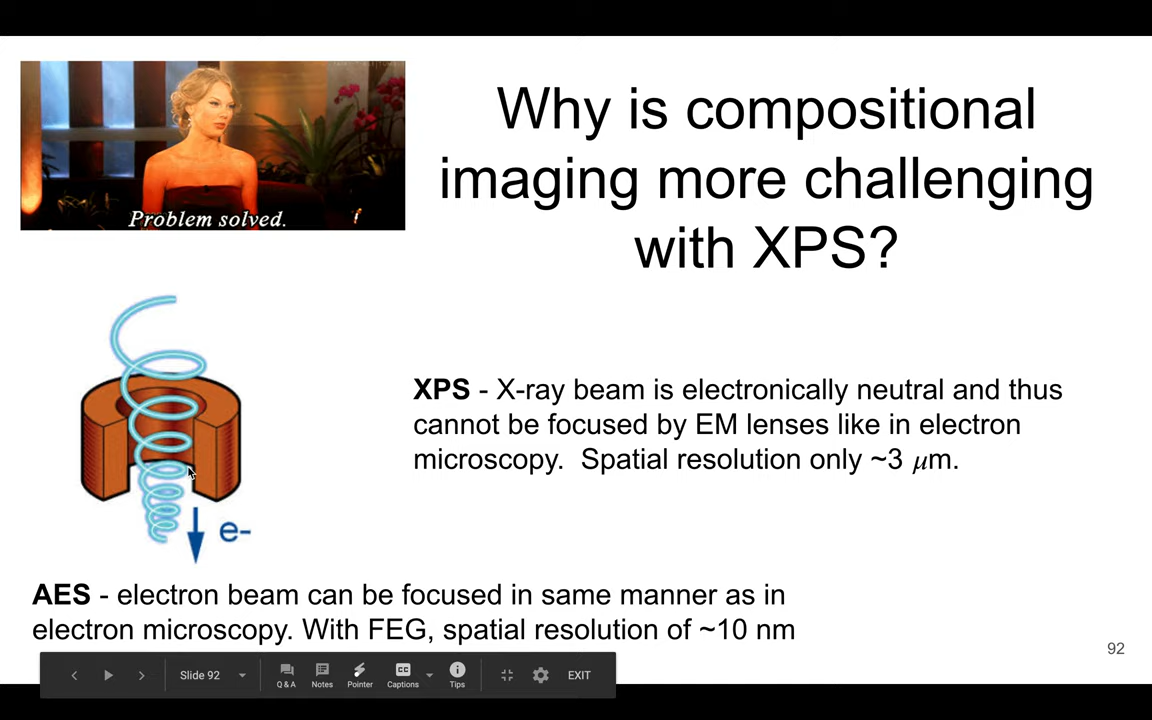 Problem solved.
Why is compositional
imaging more challenging
with XPS?
XPS - X-ray beam is electronically neutral and thus
cannot be focused by EM lenses like in electron
microscopy.  Spatial resolution only ~3 𝜇m.
e-
AES - electron beam can be focused in same manner as in
electron microscopy. With FEG, spatial resolution of ~10 nm
92
Slide 92
Q & A
Notes
Pointer
CC
Captions
Tips
EXIT